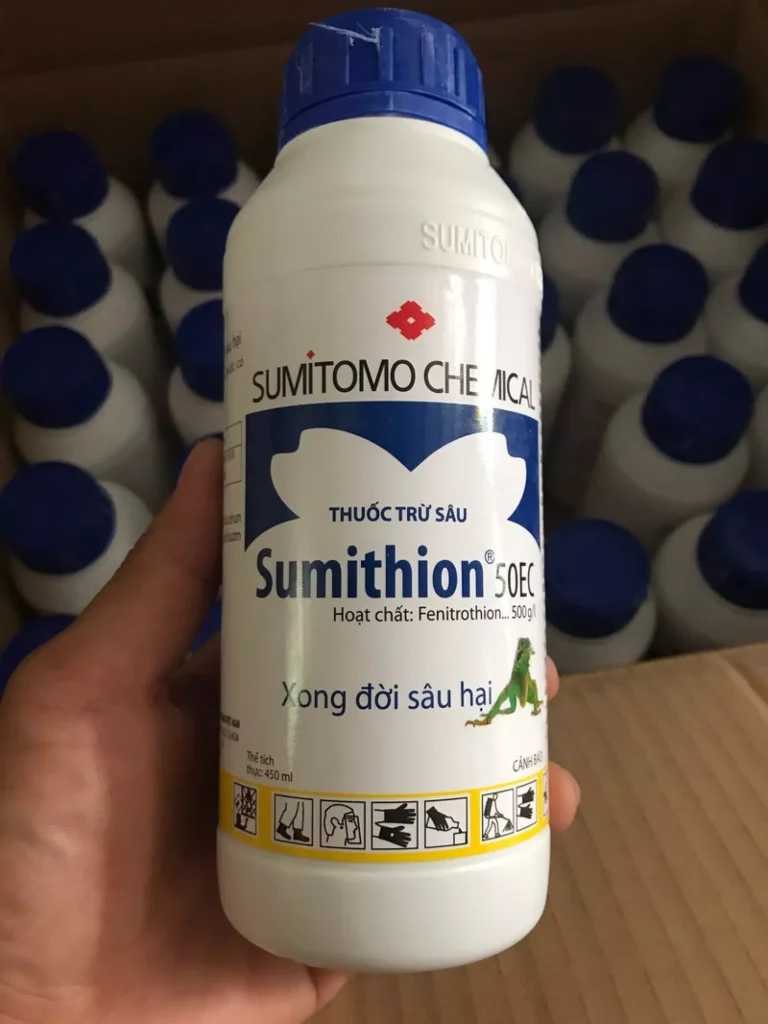 SUMITO
SUMITOMO CHEMICAL
THUỐC TRỪ SÂU
Sumithion® 50EC
Hoạt chất: Fenitrothion... 500 g/l
Xong đời sâu hại
Thể tích
thực: 450 ml
CẢNH BÁO